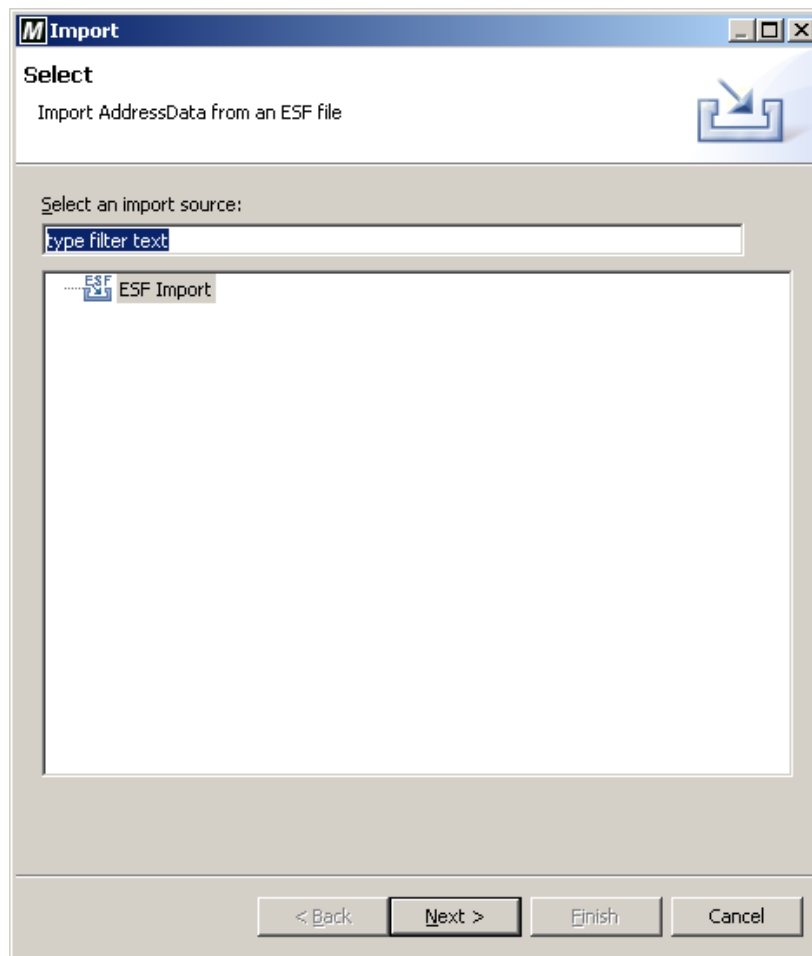 M Import
Select
Import AddressData from an ESF file
Select an import source:
type filter text
ESF ESF Import
< Back Next > Finish Cancel